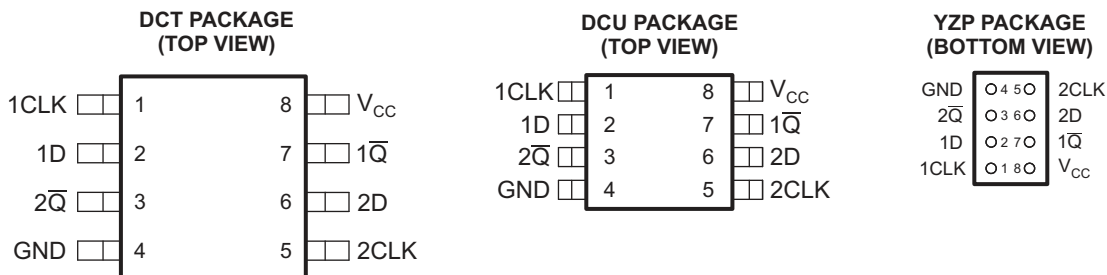 DCT PACKAGE
(TOP VIEW)
1CLK 1 8 V_CC
1D 2 7 1Q̅
2Q̅ 3 6 2D
GND 4 5 2CLK
DCU PACKAGE
(TOP VIEW)
1CLK 1 8 V_CC
1D 2 7 1Q̅
2Q̅ 3 6 2D
GND 4 5 2CLK
YZP PACKAGE
(BOTTOM VIEW)
GND 4 5 2CLK
2Q̅ 3 6 2D
1D 2 7 1Q̅
1CLK 1 8 V_CC